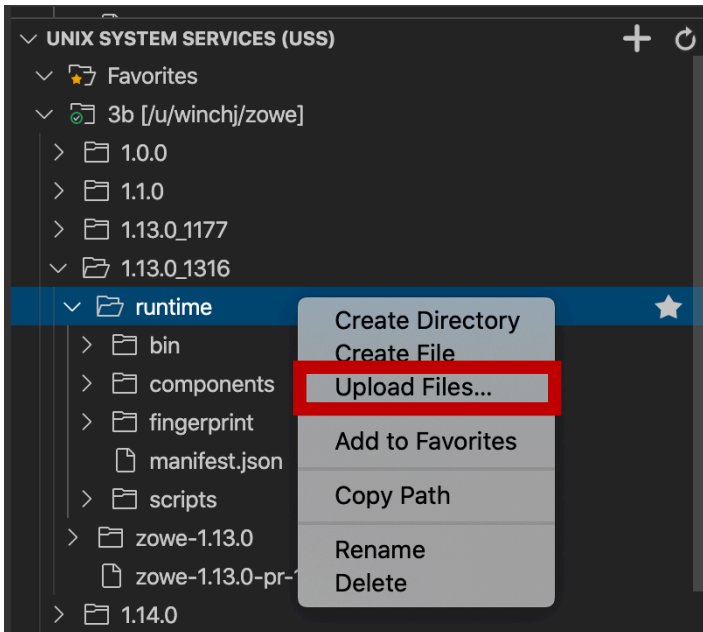 UNIX SYSTEM SERVICES (USS)
Favorites
3b [/u/winchj/zowe]
1.0.0
1.1.0
1.13.0_1177
1.13.0_1316
runtime
bin
components
fingerprint
manifest.json
scripts
zowe-1.13.0
zowe-1.13.0-pr-
1.14.0
Create Directory
Create File
Upload Files...
Add to Favorites
Copy Path
Rename
Delete